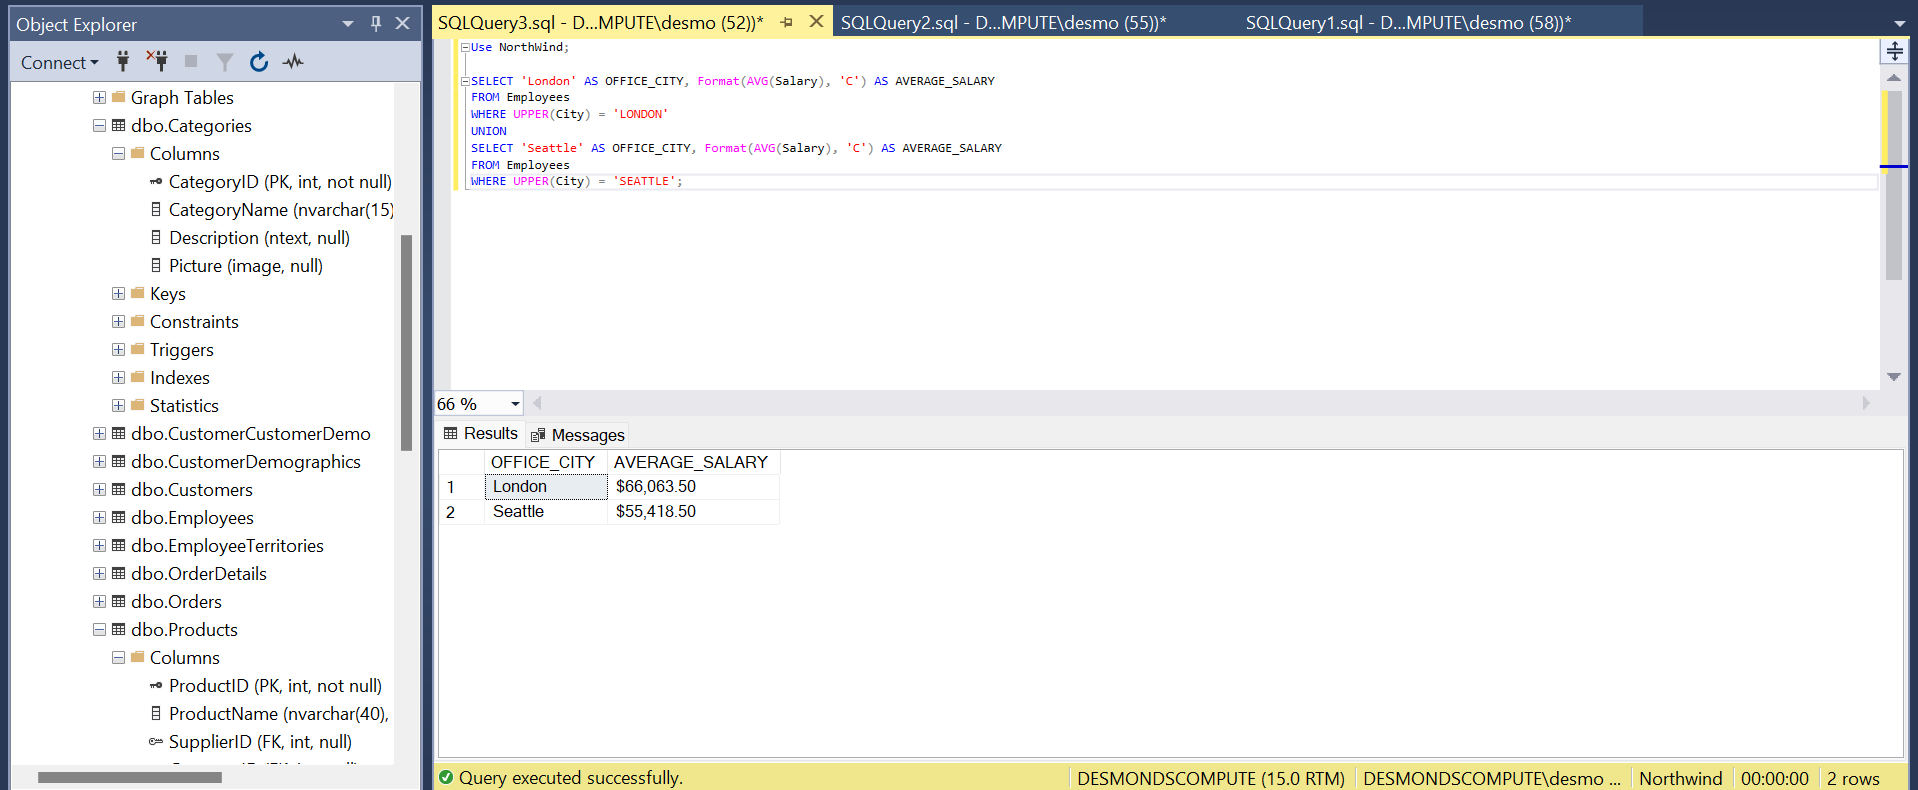 Object Explorer
Connect
Graph Tables
dbo.Categories
Columns
CategoryID (PK, int, not null)
CategoryName (nvarchar(15)
Description (ntext, null)
Picture (image, null)
Keys
Constraints
Triggers
Indexes
Statistics
dbo.CustomerCustomerDemo
dbo.CustomerDemographics
dbo.Customers
dbo.Employees
dbo.EmployeeTerritories
dbo.OrderDetails
dbo.Orders
dbo.Products
Columns
ProductID (PK, int, not null)
ProductName (nvarchar(40),
SupplierID (FK, int, null)
SQLQuery3.sql - D...MPUTE\desmo (52))*
SQLQuery2.sql - D...MPUTE\desmo (55))*
SQLQuery1.sql - D...MPUTE\desmo (58))*
Use NorthWind;
SELECT 'London' AS OFFICE_CITY, Format(AVG(Salary), 'C') AS AVERAGE_SALARY
FROM Employees
WHERE UPPER(City) = 'LONDON'
UNION
SELECT 'Seattle' AS OFFICE_CITY, Format(AVG(Salary), 'C') AS AVERAGE_SALARY
FROM Employees
WHERE UPPER(City) = 'SEATTLE';
66 %
Results
Messages
OFFICE_CITY AVERAGE_SALARY
1 London $66,063.50
2 Seattle $55,418.50
Query executed successfully.
DESMONDSCOMPUTE (15.0 RTM)
DESMONDSCOMPUTE\desmo ...
Northwind
00:00:00
2 rows